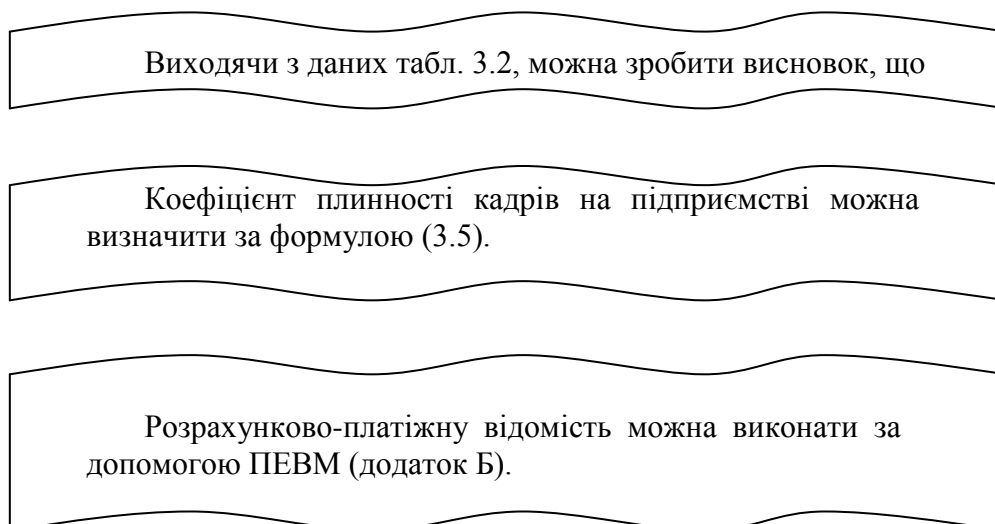 Виходячи з даних табл. 3.2, можна зробити висновок, що
Коефіцієнт плинності кадрів на підприємстві можна
визначити за формулою (3.5).
Розрахунково-платіжну відомість можна виконати за
допомогою ПЕВМ (додаток Б).